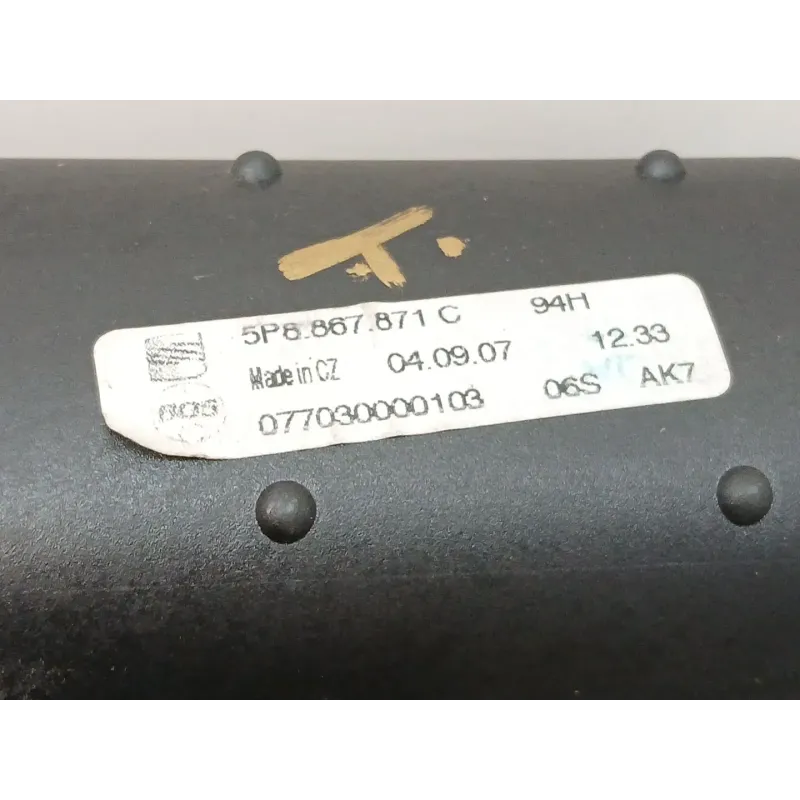 T.
5P8.867.871 C 94H
Made in CZ 04.09.07 12.33
077030000103 06S AK7